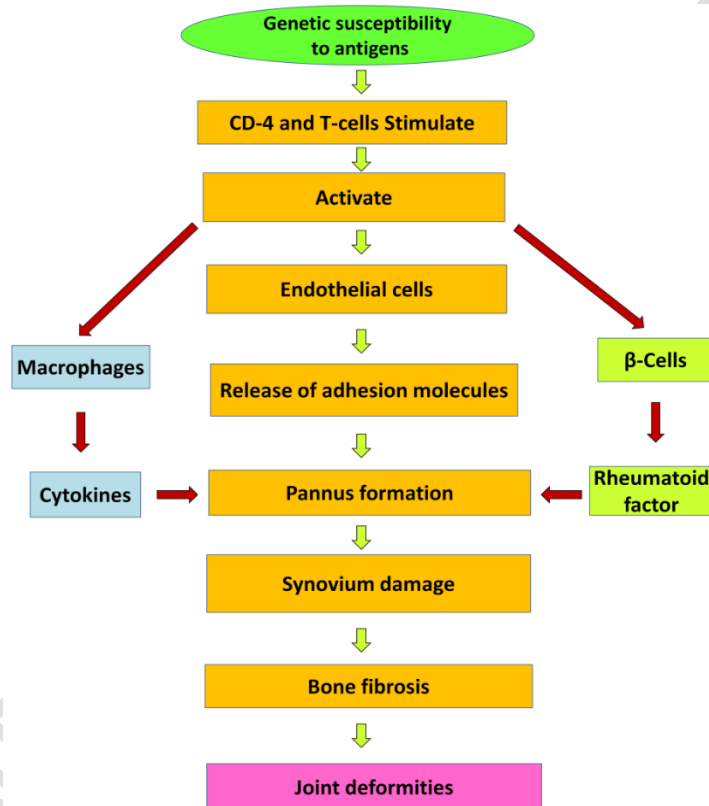 Genetic susceptibility
to antigens
CD-4 and T-cells Stimulate
Activate
Endothelial cells
Macrophages
β-Cells
Release of adhesion molecules
Cytokines
Pannus formation
Rheumatoid
factor
Synovium damage
Bone fibrosis
Joint deformities